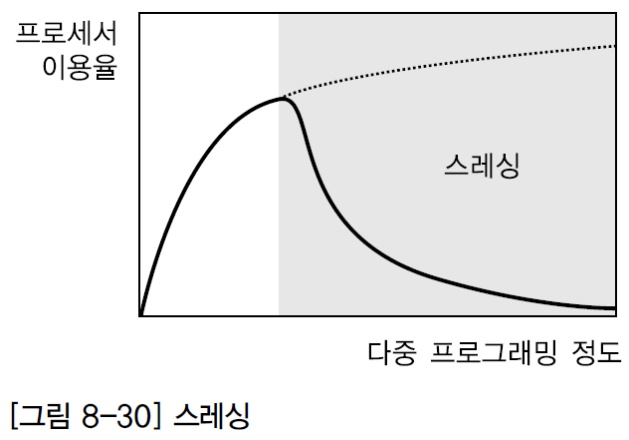 프로세서
이용율
스레싱
다중 프로그래밍 정도
[그림 8-30] 스레싱